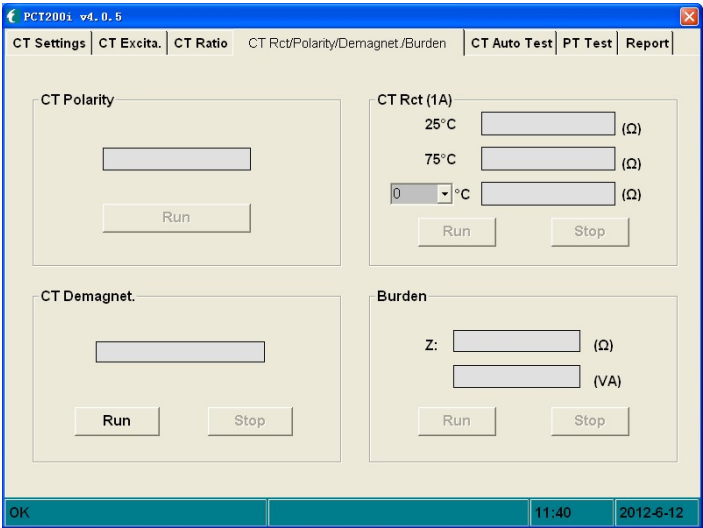 PCT200i v4.0.5
CT Settings CT Excita. CT Ratio CT Rct/Polarity/Demagnet./Burden CT Auto Test PT Test Report
CT Polarity
Run
CT Rct (1A)
25°C (Ω)
75°C (Ω)
0 °C (Ω)
Run Stop
CT Demagnet.
Run Stop
Burden
Z: (Ω)
(VA)
Run Stop
OK 11:40 2012-6-12